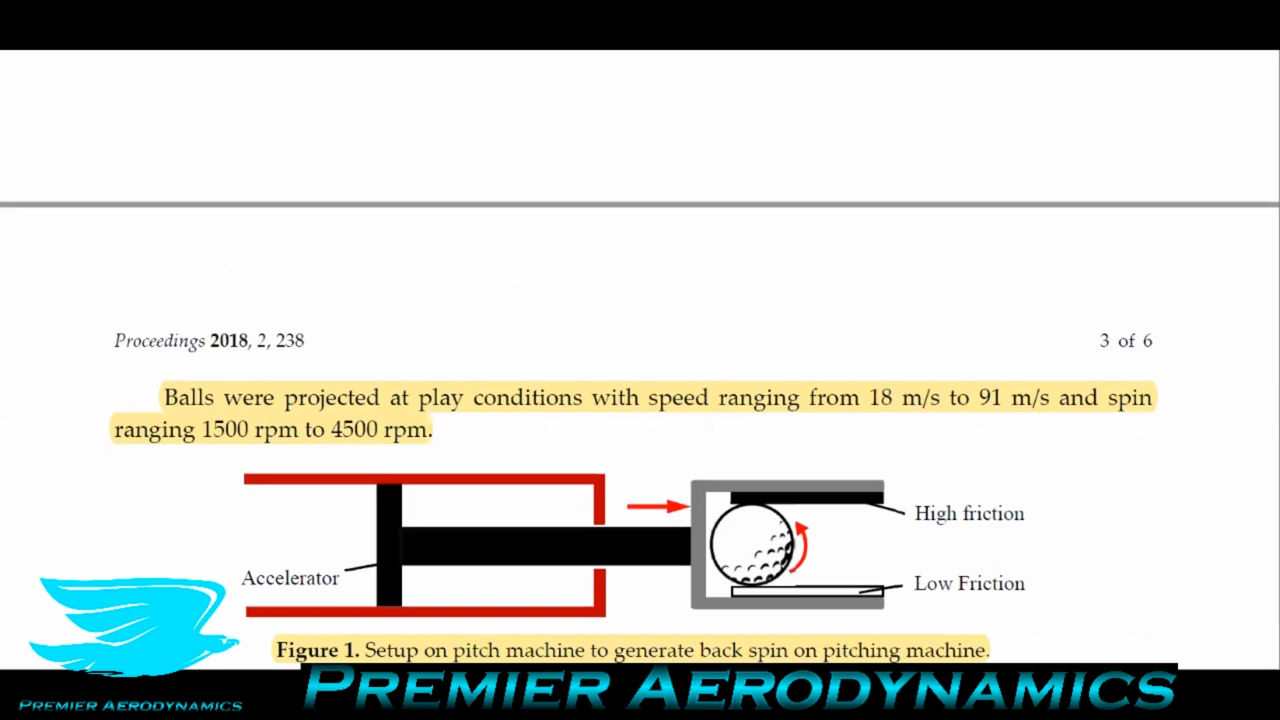 Proceedings 2018, 2, 238
3 of 6
Balls were projected at play conditions with speed ranging from 18 m/s to 91 m/s and spin
ranging 1500 rpm to 4500 rpm.
High friction
Accelerator
Low Friction
Figure 1. Setup on pitch machine to generate back spin on pitching machine.
PREMIER AERODYNAMICS
PREMIER AERODYNAMICS